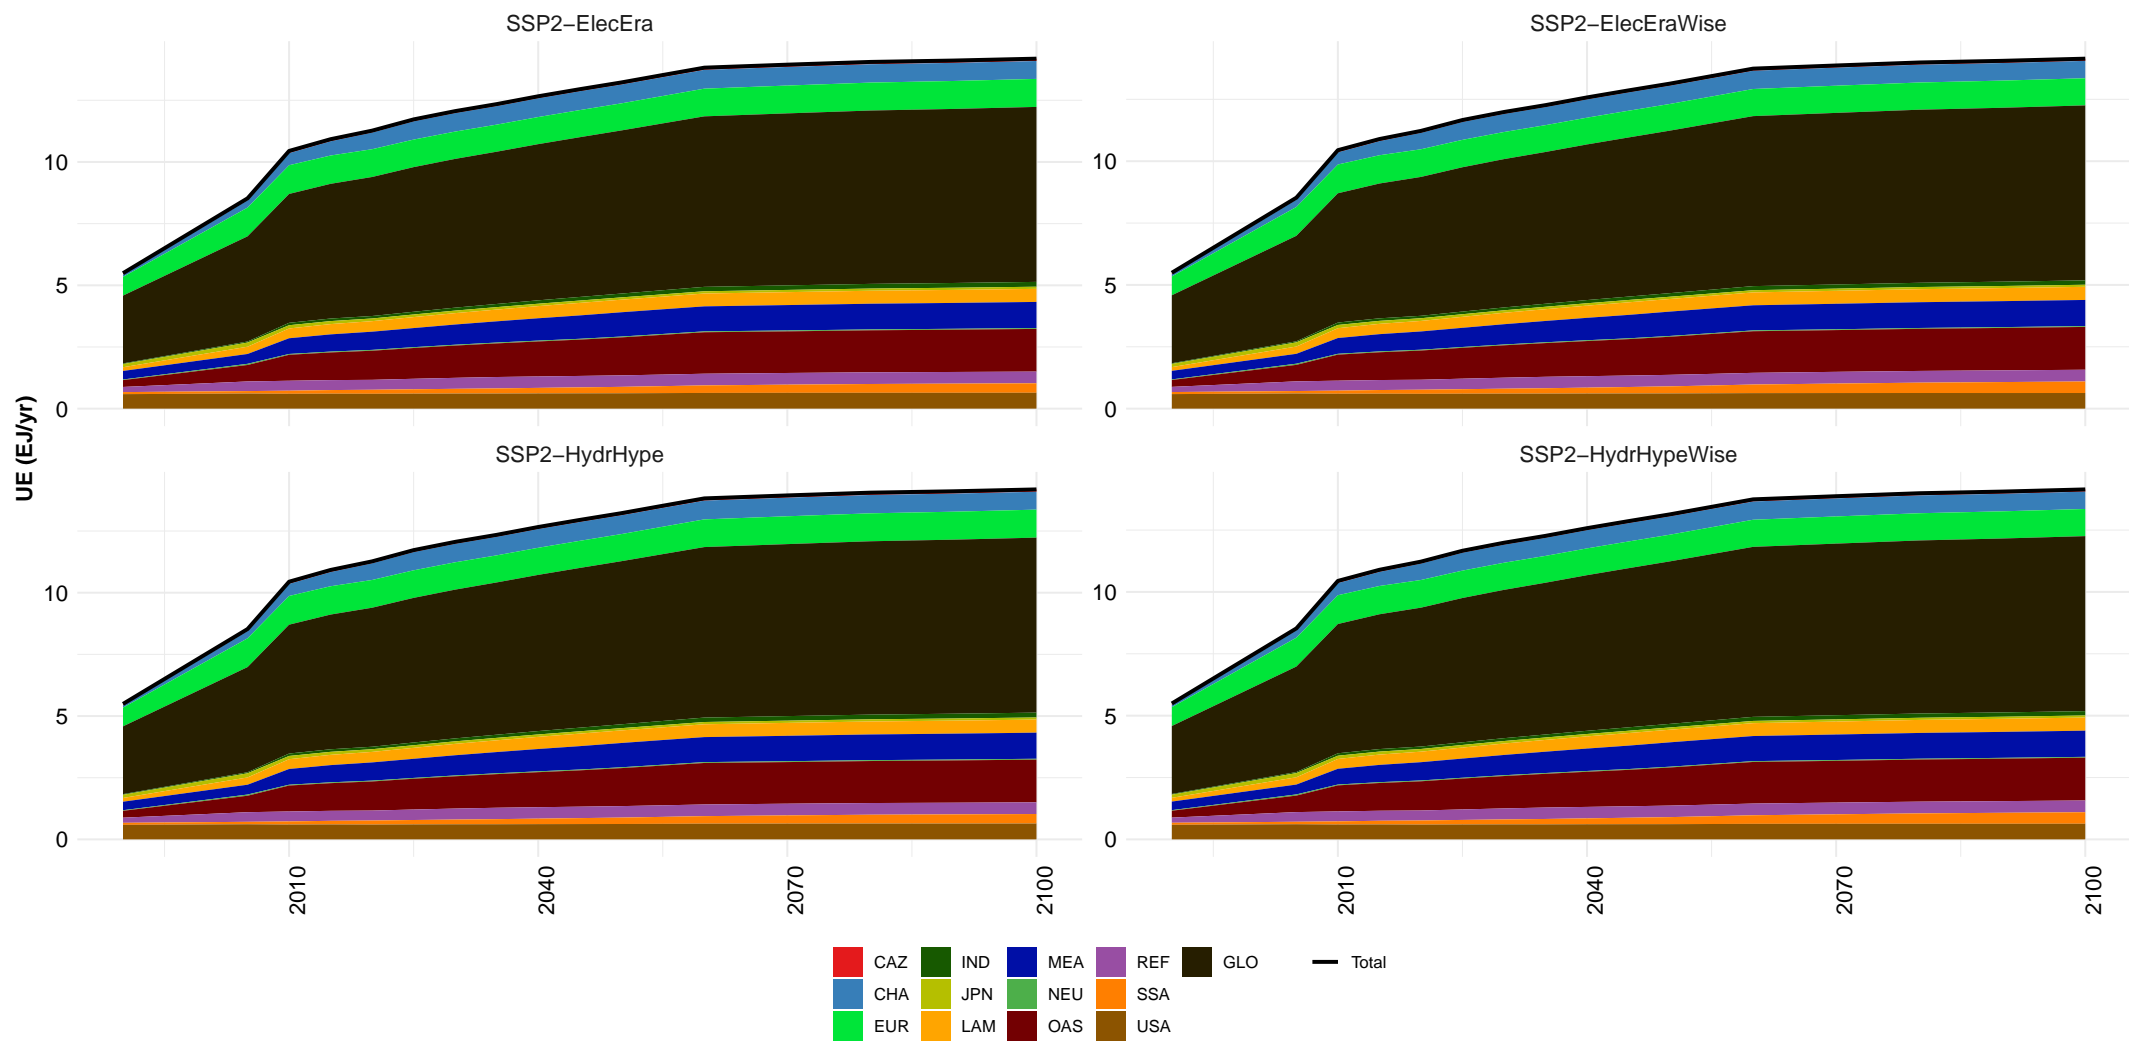 SSP2−ElecEra
SSP2−ElecEraWise
10
5
0
10
5
0
SSP2−HydrHype
SSP2−HydrHypeWise
10
5
0
10
5
0
UE (EJ/yr)
2010
2040
2070
2100
2010
2040
2070
2100
CAZ IND MEA REF GLO Total
CHA JPN NEU SSA
EUR LAM OAS USA